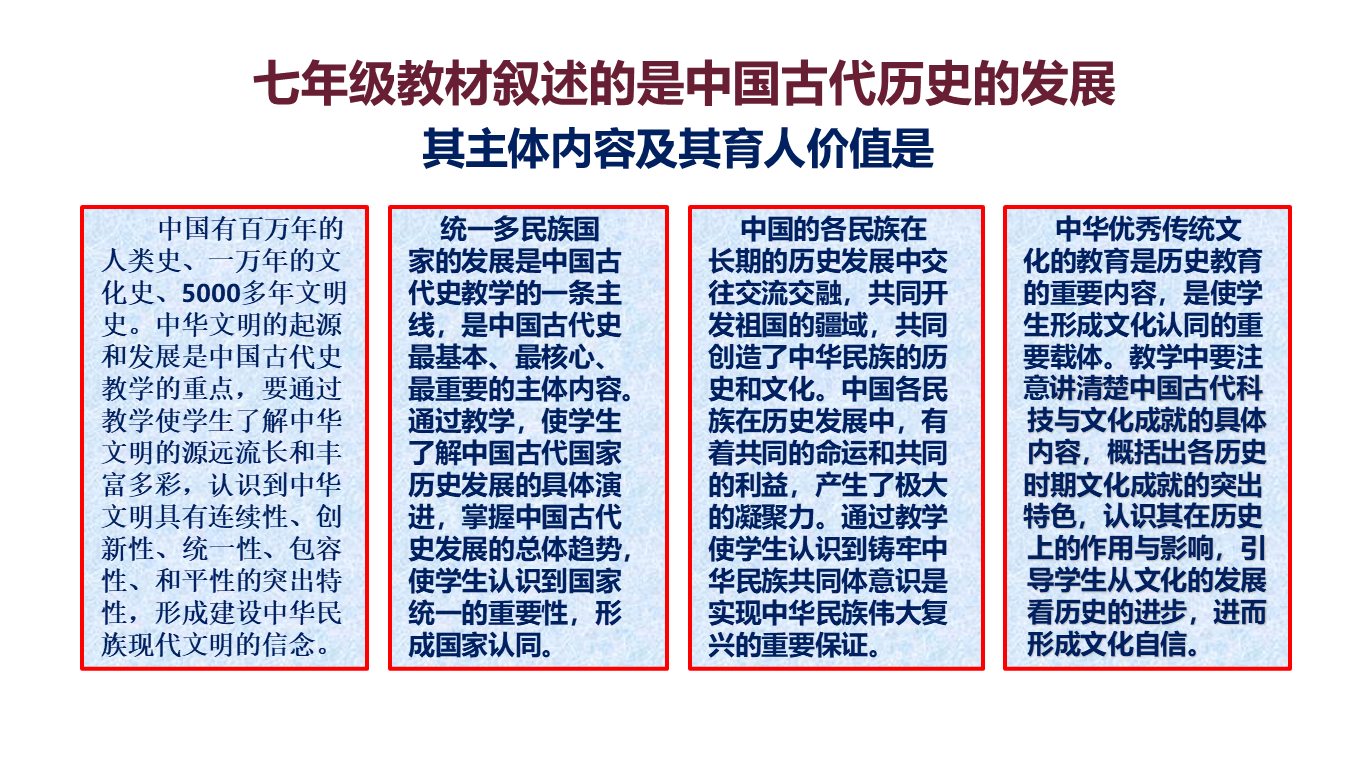 七年级教材叙述的是中国古代历史的发展
其主体内容及其育人价值是
中国有百万年的
人类史、一万年的文
化史、5000多年文明
史。中华文明的起源
和发展是中国古代史
教学的重点，要通过
教学使学生了解中华
文明的源远流长和丰
富多彩，认识到中华
文明具有连续性、创
新性、统一性、包容
性、和平性的突出特
性，形成建设中华民
族现代文明的信念。
统一多民族国
家的发展是中国古
代史教学的一条主
线，是中国古代史
最基本、最核心、
最重要的主体内容。
通过教学，使学生
了解中国古代国家
历史发展的具体演
进，掌握中国古代
史发展的总体趋势，
使学生认识到国家
统一的重要性，形
成国家认同。
中国的各民族在
长期的历史发展中交
往交流交融，共同开
发祖国的疆域，共同
创造了中华民族的历
史和文化。中国各民
族在历史发展中，有
着共同的命运和共同
的利益，产生了极大
的凝聚力。通过教学
使学生认识到铸牢中
华民族共同体意识是
实现中华民族伟大复
兴的重要保证。
中华优秀传统文
化的教育是历史教育
的重要内容，是使学
生形成文化认同的重
要载体。教学中要注
意讲清楚中国古代科
技与文化成就的具体
内容，概括出各历史
时期文化成就的突出
特色，认识其在历史
上的作用与影响，引
导学生从文化的发展
看历史的进步，进而
形成文化自信。